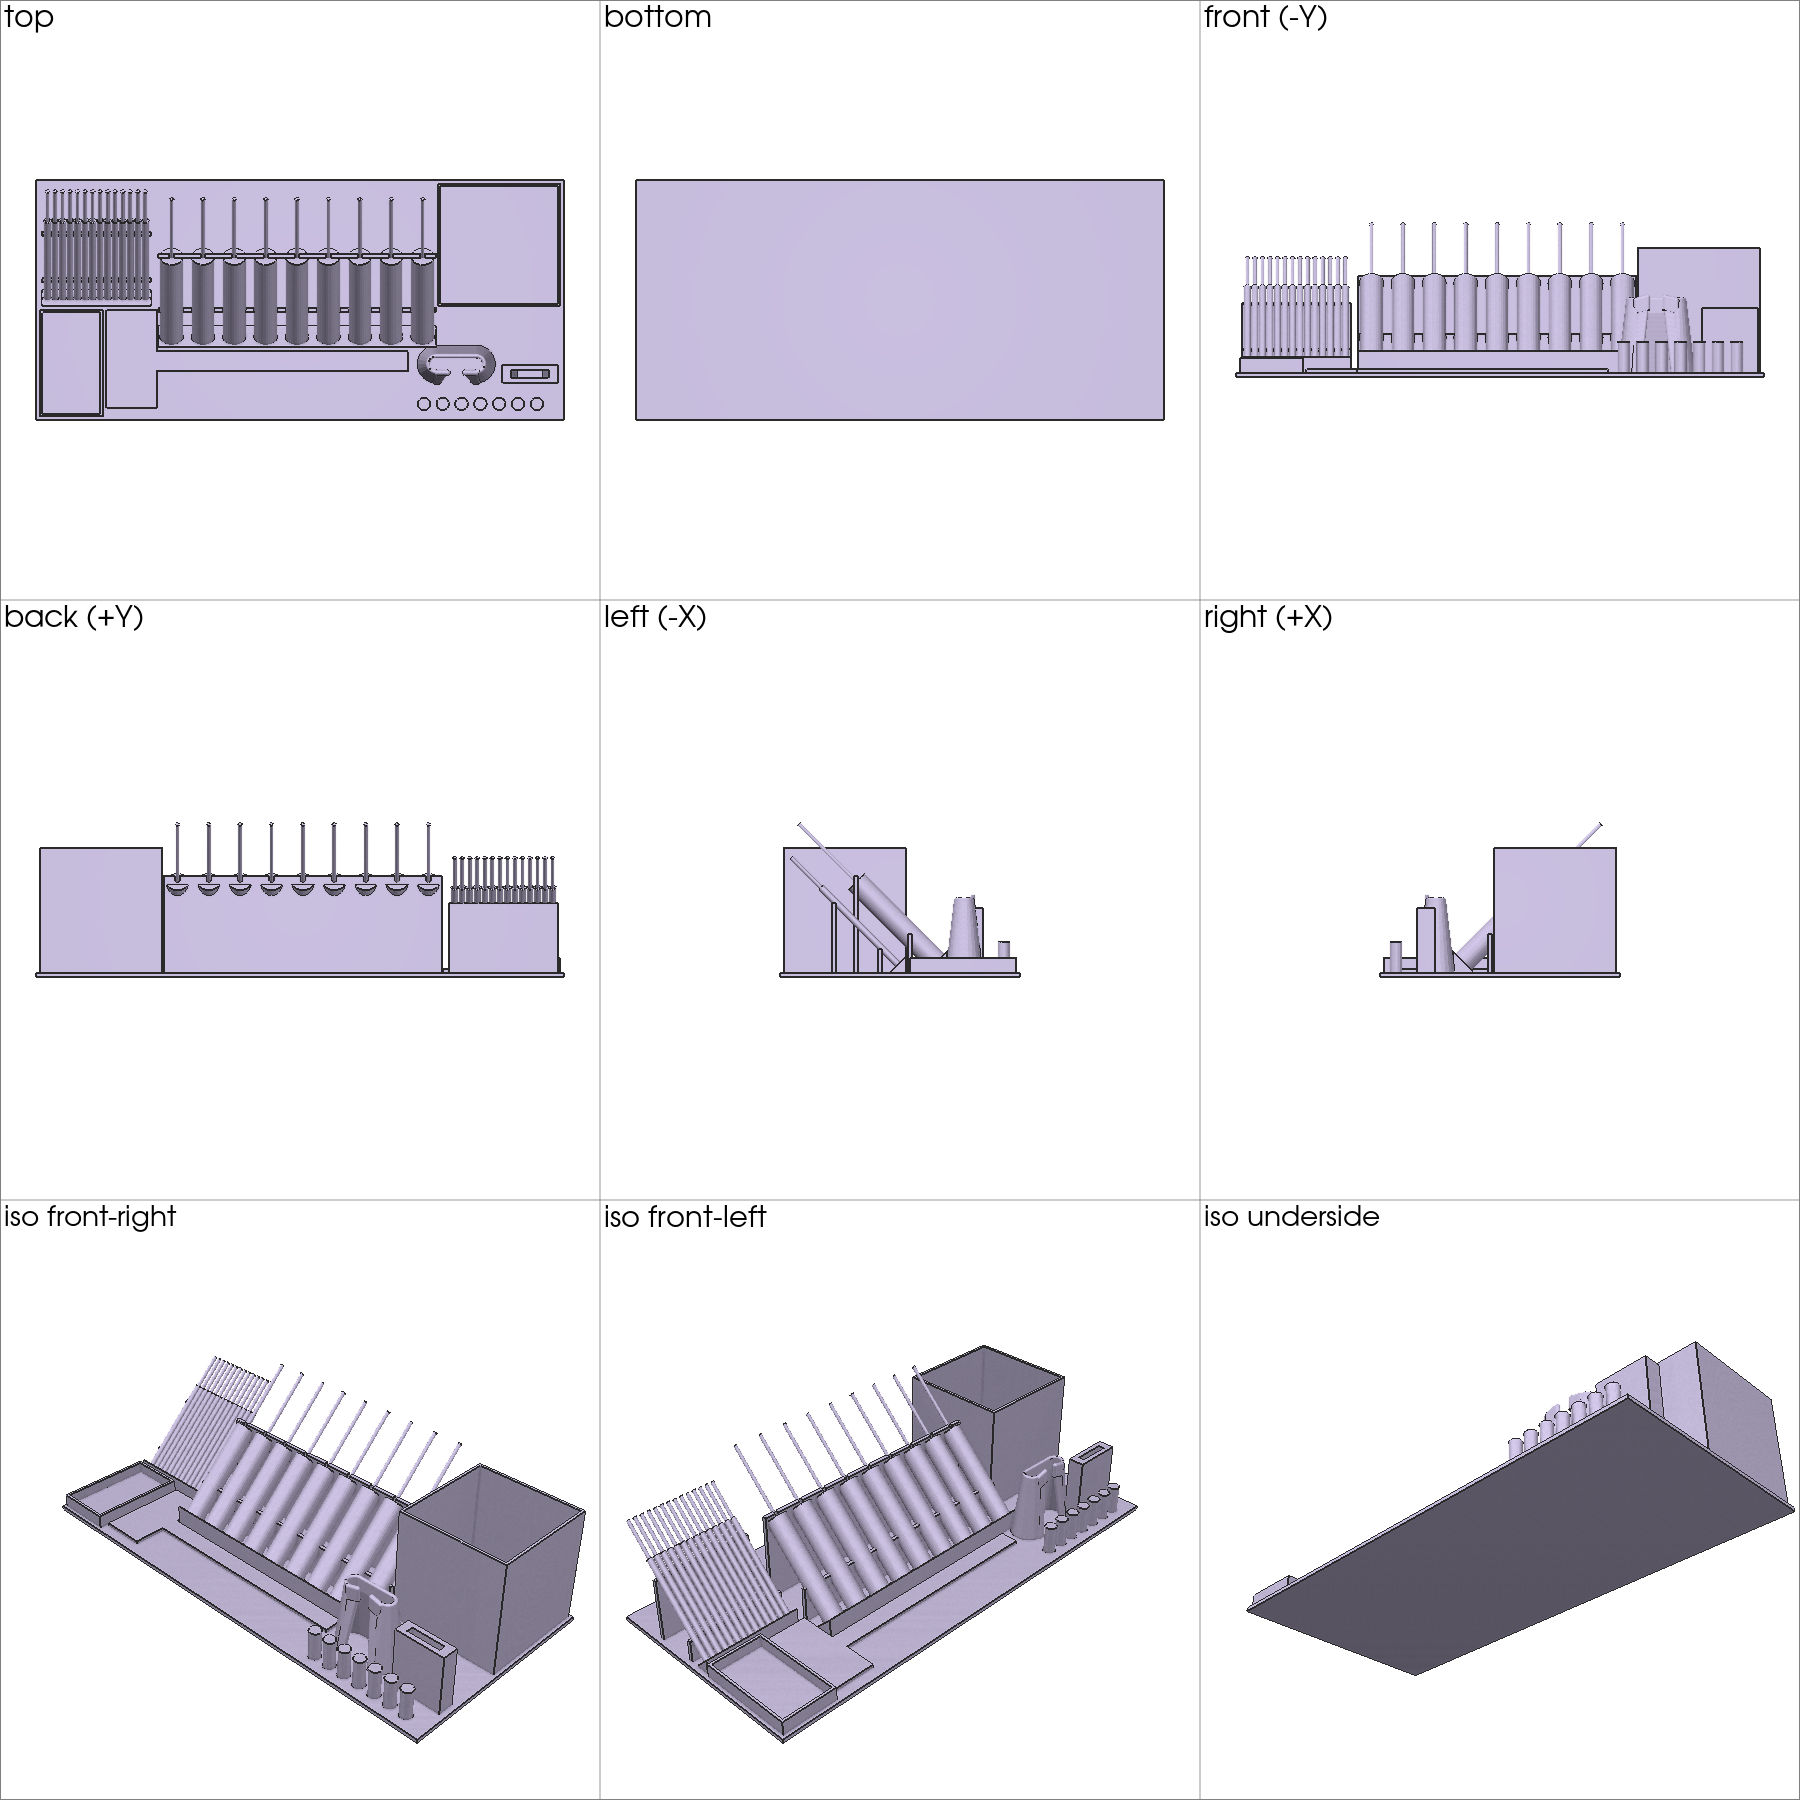 top
bottom
front (-Y)
back (+Y)
left (-X)
right (+X)
iso front-right
iso front-left
iso underside